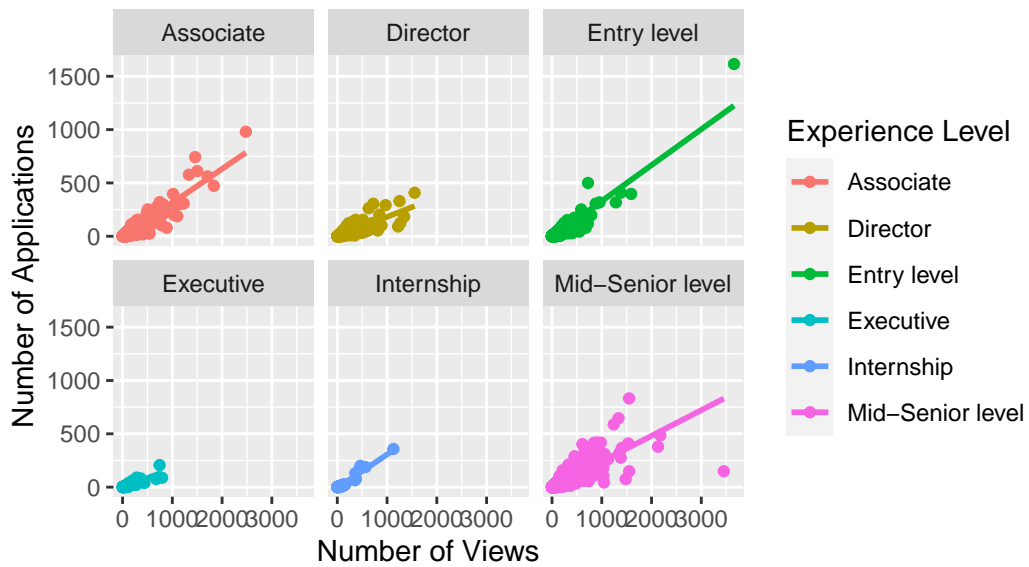 Associate
Director
Entry level
1500
1000
500
0
Executive
Internship
Mid−Senior level
1500
1000
500
0
0 1000 2000 3000
0 1000 2000 3000
0 1000 2000 3000
Number of Views
Number of Applications
Experience Level
Associate
Director
Entry level
Executive
Internship
Mid−Senior level